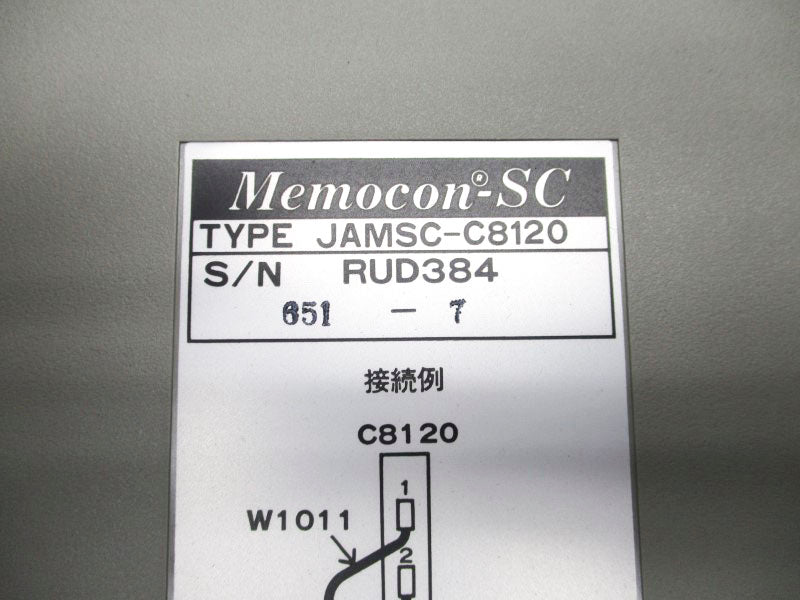 Memocon®-SC
TYPE JAMSC-C8120
S/N RUD384
651 - 7
接続例
C8120
1
W1011
2